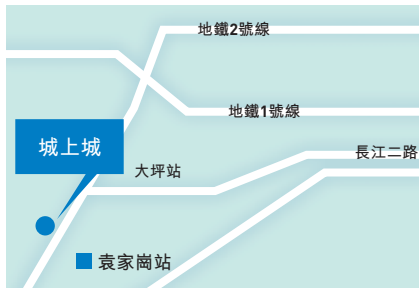 地鐵2號線
地鐵1號線
城上城
長江二路
大坪站
袁家崗站